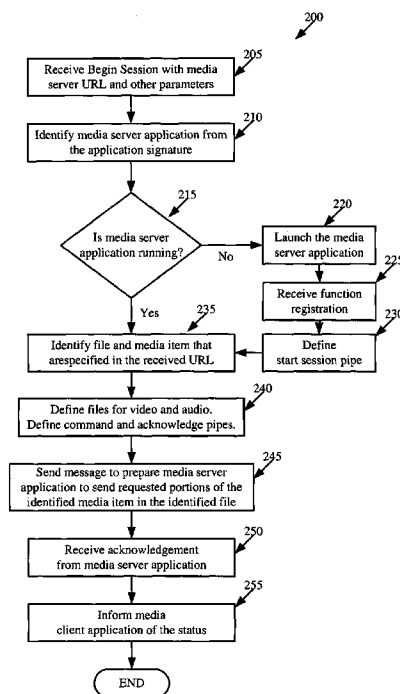 200
205
Receive Begin Session with media
server URL and other parameters
210
Identify media server application from
the application signature
215
Is media server
application running?
No
Yes
220
Launch the media
server application
225
Receive function
registration
230
Define
start session pipe
235
Identify file and media item that
arespecified in the received URL
240
Define files for video and audio.
Define command and acknowledge pipes.
245
Send message to prepare media server
application to send requested portions of the
identified media item in the identified file
250
Receive acknowledgement
from media server application
255
Inform media
client application of the status
END